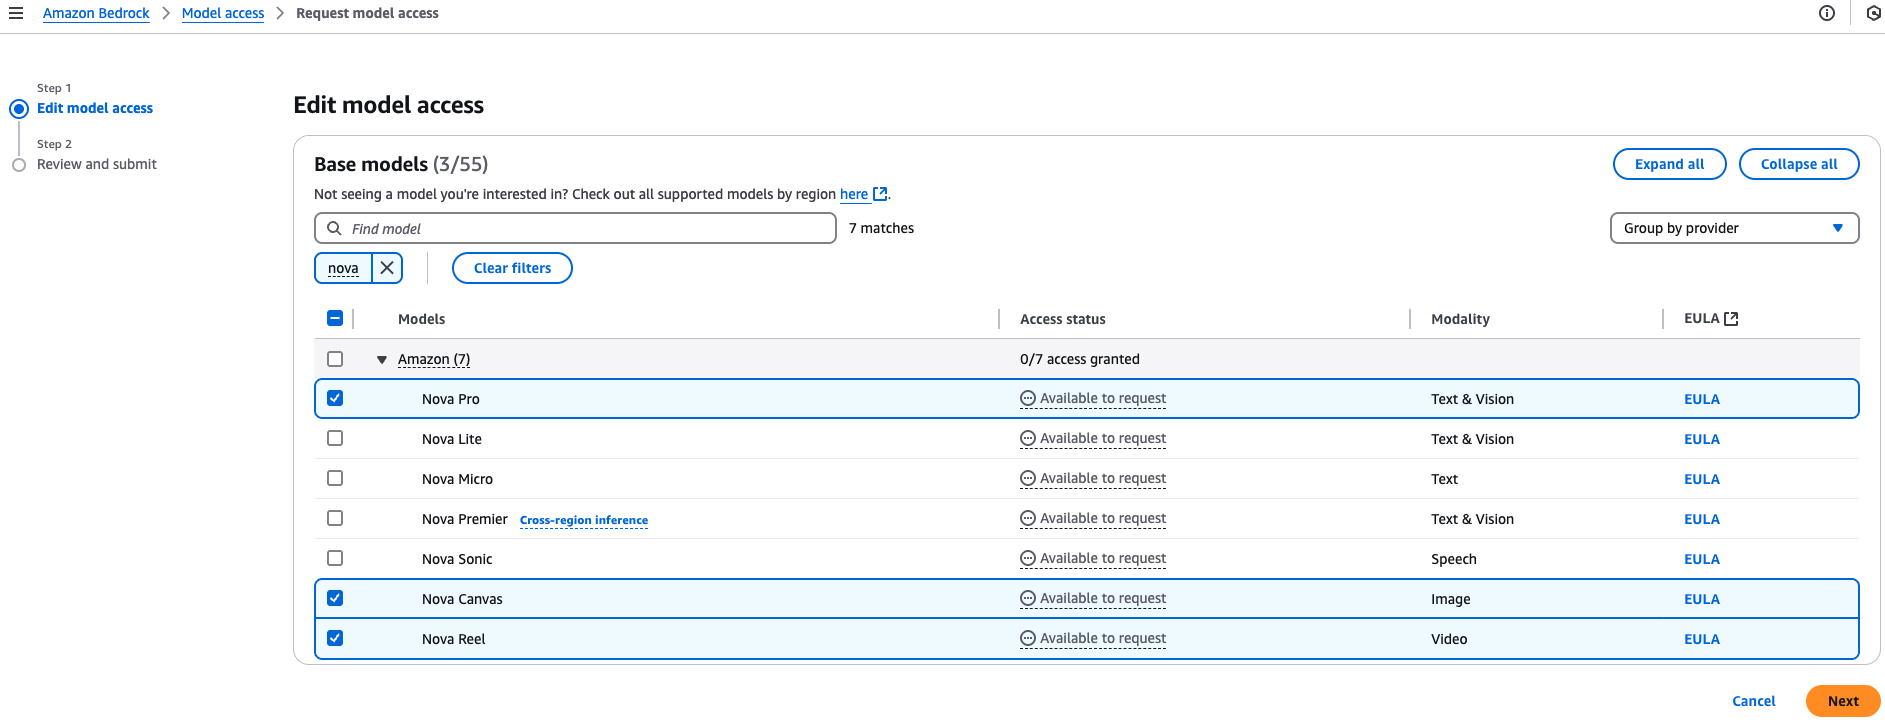 Amazon Bedrock > Model access > Request model access
Step 1
Edit model access
Step 2
Review and submit
Edit model access
Base models (3/55)
Expand all Collapse all
Not seeing a model you're interested in? Check out all supported models by region here.
Find model 7 matches Group by provider
nova Clear filters
Models Access status Modality EULA
Amazon (7) 0/7 access granted
Nova Pro Available to request Text & Vision EULA
Nova Lite Available to request Text & Vision EULA
Nova Micro Available to request Text EULA
Nova Premier Cross-region inference Available to request Text & Vision EULA
Nova Sonic Available to request Speech EULA
Nova Canvas Available to request Image EULA
Nova Reel Available to request Video EULA
Cancel Next